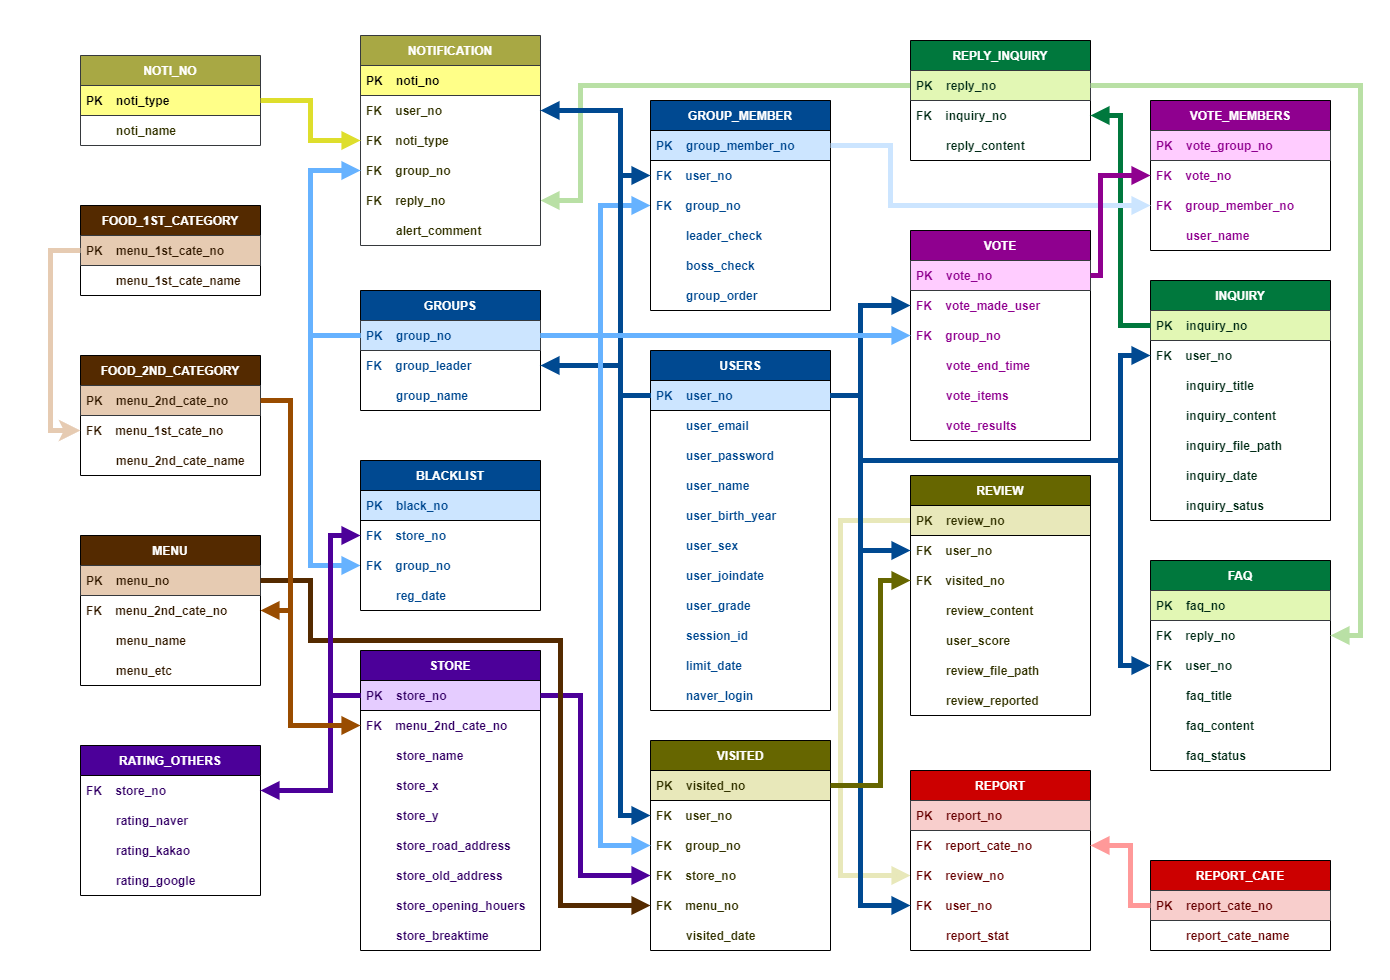 NOTI_NO
PK noti_type
noti_name
FOOD_1ST_CATEGORY
PK menu_1st_cate_no
menu_1st_cate_name
FOOD_2ND_CATEGORY
PK menu_2nd_cate_no
FK menu_1st_cate_no
menu_2nd_cate_name
MENU
PK menu_no
FK menu_2nd_cate_no
menu_name
menu_etc
RATING_OTHERS
FK store_no
rating_naver
rating_kakao
rating_google
NOTIFICATION
PK noti_no
FK user_no
FK noti_type
FK group_no
FK reply_no
alert_comment
GROUPS
PK group_no
FK group_leader
group_name
BLACKLIST
PK black_no
FK store_no
FK group_no
reg_date
STORE
PK store_no
FK menu_2nd_cate_no
store_name
store_x
store_y
store_road_address
store_old_address
store_opening_houers
store_breaktime
GROUP_MEMBER
PK group_member_no
FK user_no
FK group_no
leader_check
boss_check
group_order
USERS
PK user_no
user_email
user_password
user_name
user_birth_year
user_sex
user_joindate
user_grade
session_id
limit_date
naver_login
VISITED
PK visited_no
FK user_no
FK group_no
FK store_no
FK menu_no
visited_date
REPLY_INQUIRY
PK reply_no
FK inquiry_no
reply_content
VOTE
PK vote_no
FK vote_made_user
FK group_no
vote_end_time
vote_items
vote_results
REVIEW
PK review_no
FK user_no
FK visited_no
review_content
user_score
review_file_path
review_reported
REPORT
PK report_no
FK report_cate_no
FK review_no
FK user_no
report_stat
VOTE_MEMBERS
PK vote_group_no
FK vote_no
FK group_member_no
user_name
INQUIRY
PK inquiry_no
FK user_no
inquiry_title
inquiry_content
inquiry_file_path
inquiry_date
inquiry_satus
FAQ
PK faq_no
FK reply_no
FK user_no
faq_title
faq_content
faq_status
REPORT_CATE
PK report_cate_no
report_cate_name